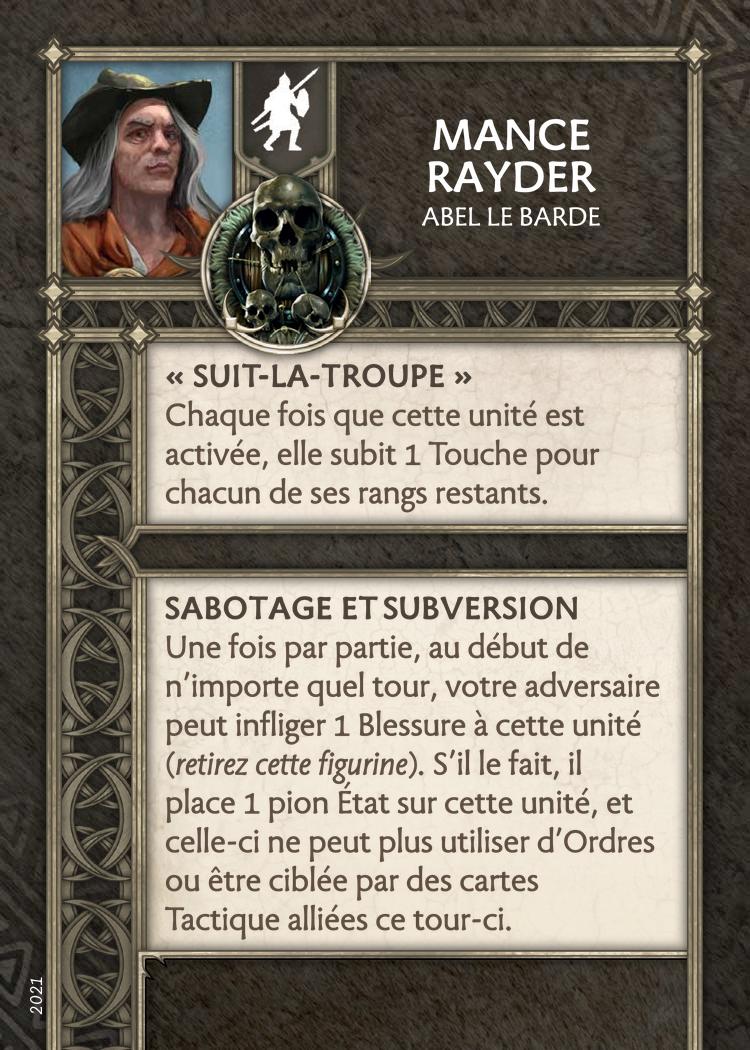 MANCE
RAYDER
ABEL LE BARDE
« SUIT-LA-TROUPE »
Chaque fois que cette unité est
activée, elle subit 1 Touche pour
chacun de ses rangs restants.
SABOTAGE ET SUBVERSION
Une fois par partie, au début de
n’importe quel tour, votre adversaire
peut infliger 1 Blessure à cette unité
(retirez cette figurine). S’il le fait, il
place 1 pion État sur cette unité, et
celle-ci ne peut plus utiliser d’Ordres
ou être ciblée par des cartes
Tactique alliées ce tour-ci.
2021